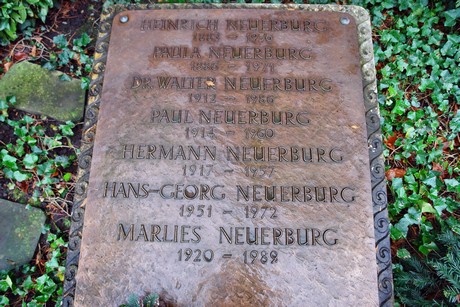 HEINRICH NEUERBURG
PAULA NEUERBURG
DR. WALTER NEUERBURG
1912 - 1986
PAUL NEUERBURG
1914 - 1960
HERMANN NEUERBURG
1917 - 1957
HANS-GEORG NEUERBURG
1951 - 1972
MARLIES NEUERBURG
1920 - 1989